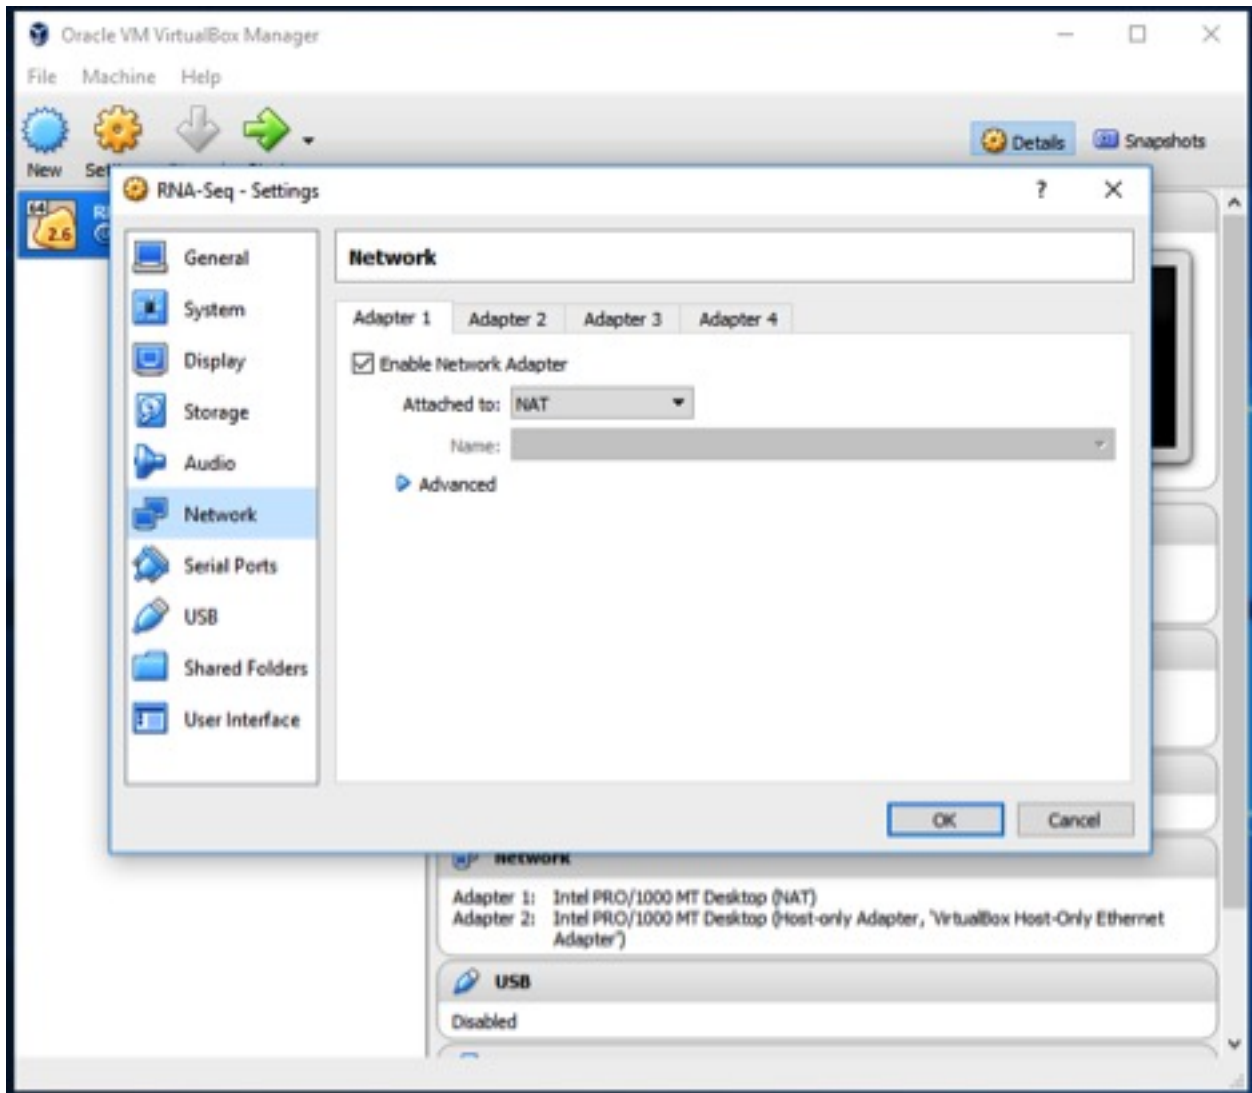 Oracle VM VirtualBox Manager
File Machine Help
New
Details Snapshots
RNA-Seq - Settings ? 
64
2.6
General
System
Display
Storage
Audio
Network
Serial Ports
USB
Shared Folders
User Interface
Network
Adapter 1 Adapter 2 Adapter 3 Adapter 4
Enable Network Adapter
Attached to: NAT
Name:
Advanced
OK Cancel
Network
Adapter 1: Intel PRO/1000 MT Desktop (NAT)
Adapter 2: Intel PRO/1000 MT Desktop (Host-only Adapter, 'VirtualBox Host-Only Ethernet
Adapter')
USB
Disabled